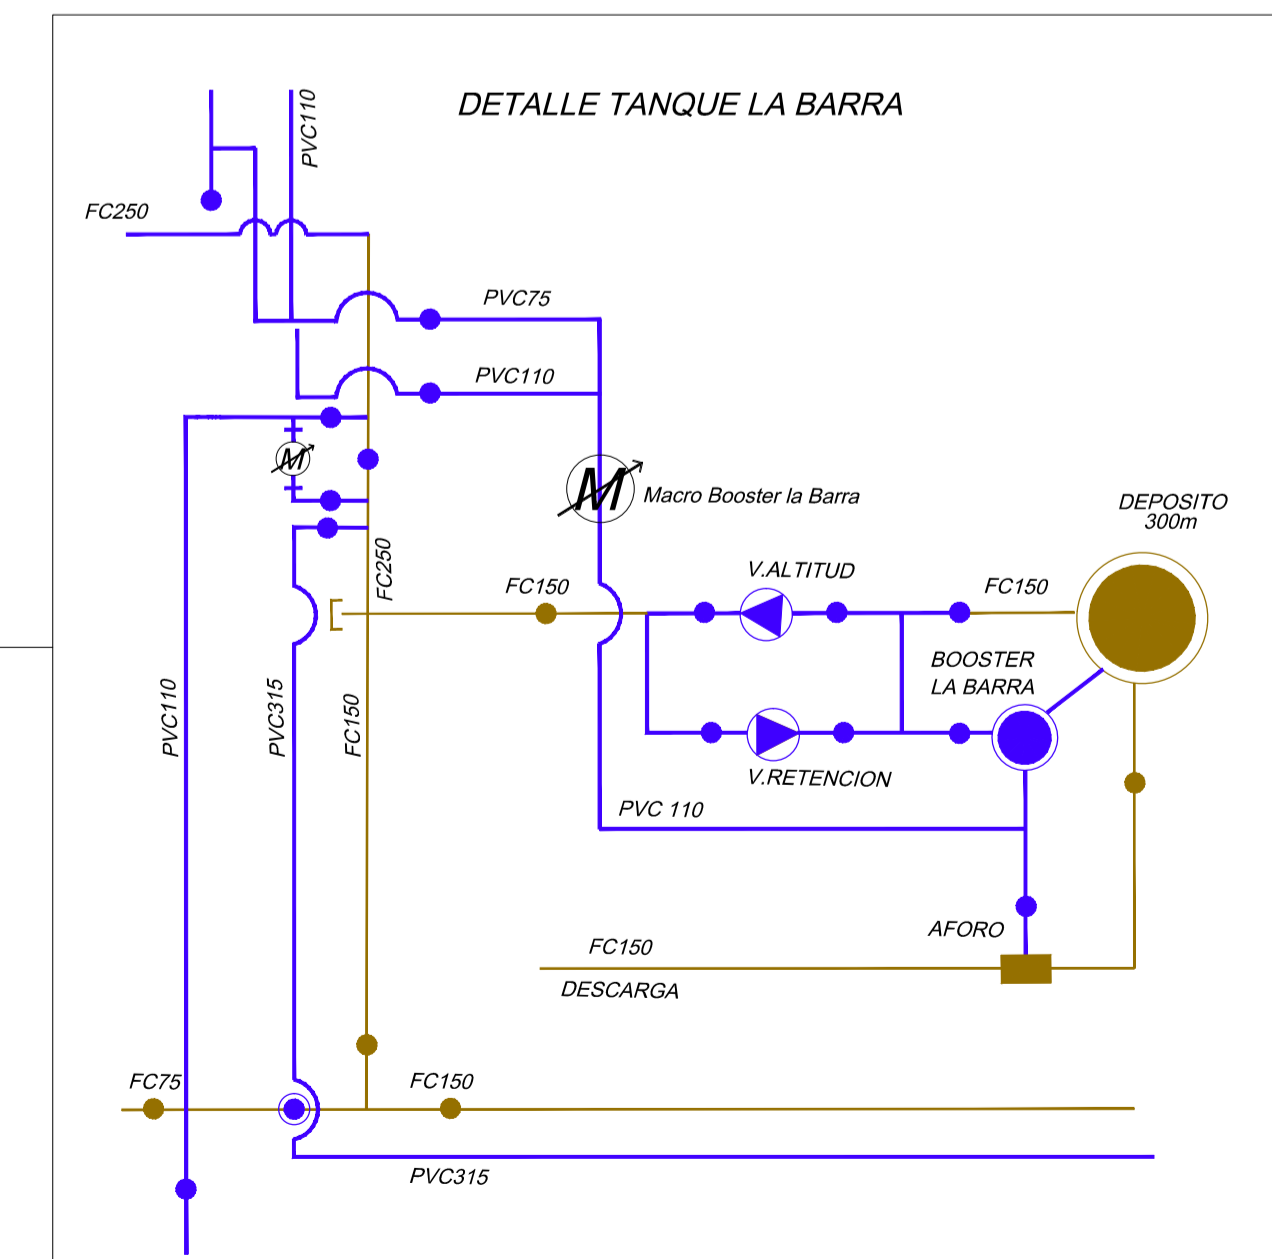 DETALLE TANQUE LA BARRA
PVC110
FC250
PVC75
PVC110
M
M
Macro Booster la Barra
DEPOSITO
300m
FC250
FC150
V.ALTITUD
FC150
BOOSTER
LA BARRA
PVC110
PVC315
FC150
V.RETENCION
PVC 110
AFORO
FC150
DESCARGA
FC75
FC150
PVC315